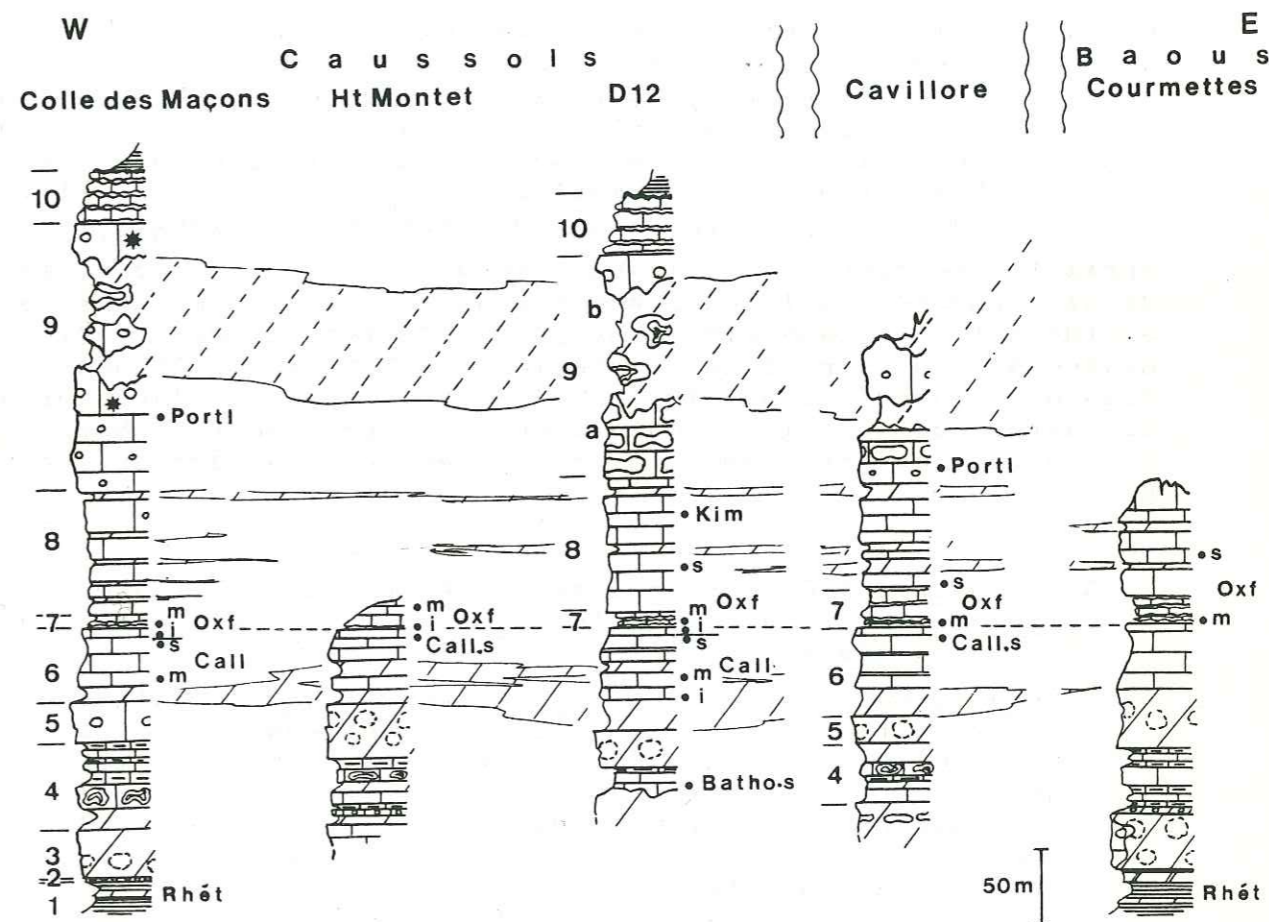 W
E
C a u s s o l s
B a o u s
Colle des Maçons
Ht Montet
D12
Cavillore
Courmettes
10
9
8
7
6
5
4
3
2
1
Portl
m
i
Oxf
s
Call
m
Rhét
m
i
Oxf
Call.s
10
b
9
a
8
7
Kim
s
m
i
Oxf
s
m
Call
i
Batho.s
7
6
5
4
Portl
s
Oxf
m
Call.s
s
Oxf
m
50m
Rhét